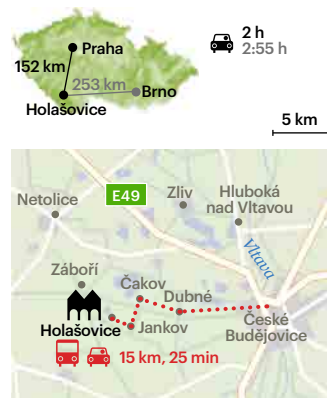 Praha
152 km
253 km
Brno
Holašovice
2 h
2:55 h
5 km
E49
Netolice
Zliv
Hluboká
nad Vltavou
Vltava
Záboří
Čakov
Dubné
Holašovice
Jankov
České
Budějovice
15 km, 25 min